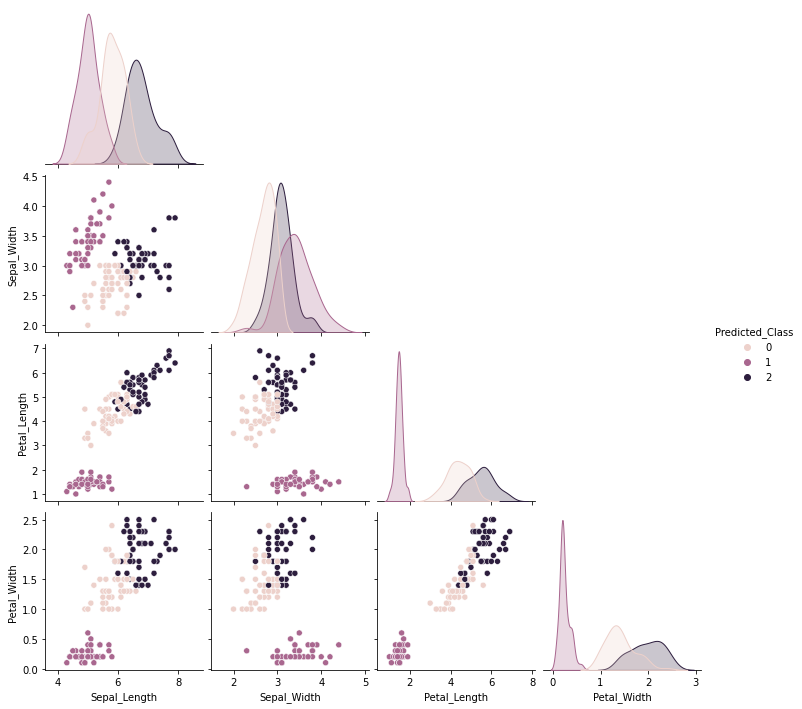 4.5
4.0
3.5
3.0
2.5
2.0
Sepal_Width
7
6
5
4
3
2
1
Petal_Length
2.5
2.0
1.5
1.0
0.5
0.0
Petal_Width
4 6 8
Sepal_Length
2 3 4 5
Sepal_Width
2 4 6 8
Petal_Length
0 1 2 3
Petal_Width
Predicted_Class
0
1
2